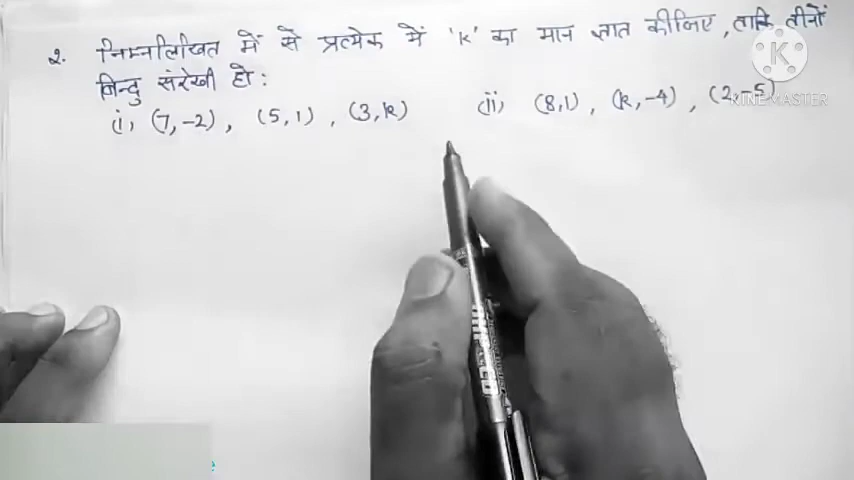 2. निम्नलिखित में से प्रत्येक में 'k' का मान ज्ञात कीजिए, ताकि तीनों
बिन्दु संरेखी हो :
(i) (7,-2), (5,1), (3,k) (ii) (8,1), (k,-4), (2,-5)
KINEMASTER